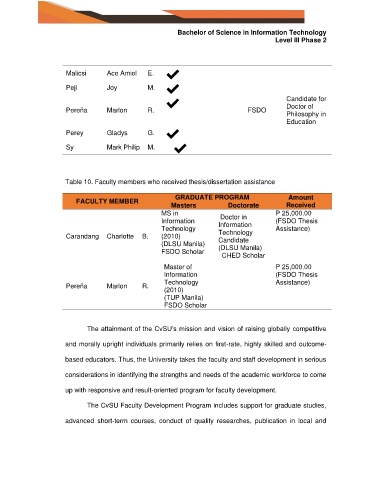 Bachelor of Science in Information Technology
Level III Phase 2
Malicsi Ace Amiel E. ✓
Peji Joy M. ✓
Pereña Marlon R. ✓ FSDO Candidate for Doctor of Philosophy in Education
Perey Gladys G. ✓
Sy Mark Philip M. ✓
Table 10. Faculty members who received thesis/dissertation assistance
FACULTY MEMBER GRADUATE PROGRAM Amount
Masters Doctorate Received
Carandang Charlotte B. MS in Information Technology (2010) (DLSU Manila) FSDO Scholar Doctor in Information Technology Candidate (DLSU Manila) CHED Scholar P 25,000.00 (FSDO Thesis Assistance)
Pereña Marlon R. Master of Information Technology (2010) (TUP Manila) FSDO Scholar P 25,000.00 (FSDO Thesis Assistance)
The attainment of the CvSU's mission and vision of raising globally competitive
and morally upright individuals primarily relies on first-rate, highly skilled and outcome-
based educators. Thus, the University takes the faculty and staff development in serious
considerations in identifying the strengths and needs of the academic workforce to come
up with responsive and result-oriented program for faculty development.
The CvSU Faculty Development Program includes support for graduate studies,
advanced short-term courses, conduct of quality researches, publication in local and